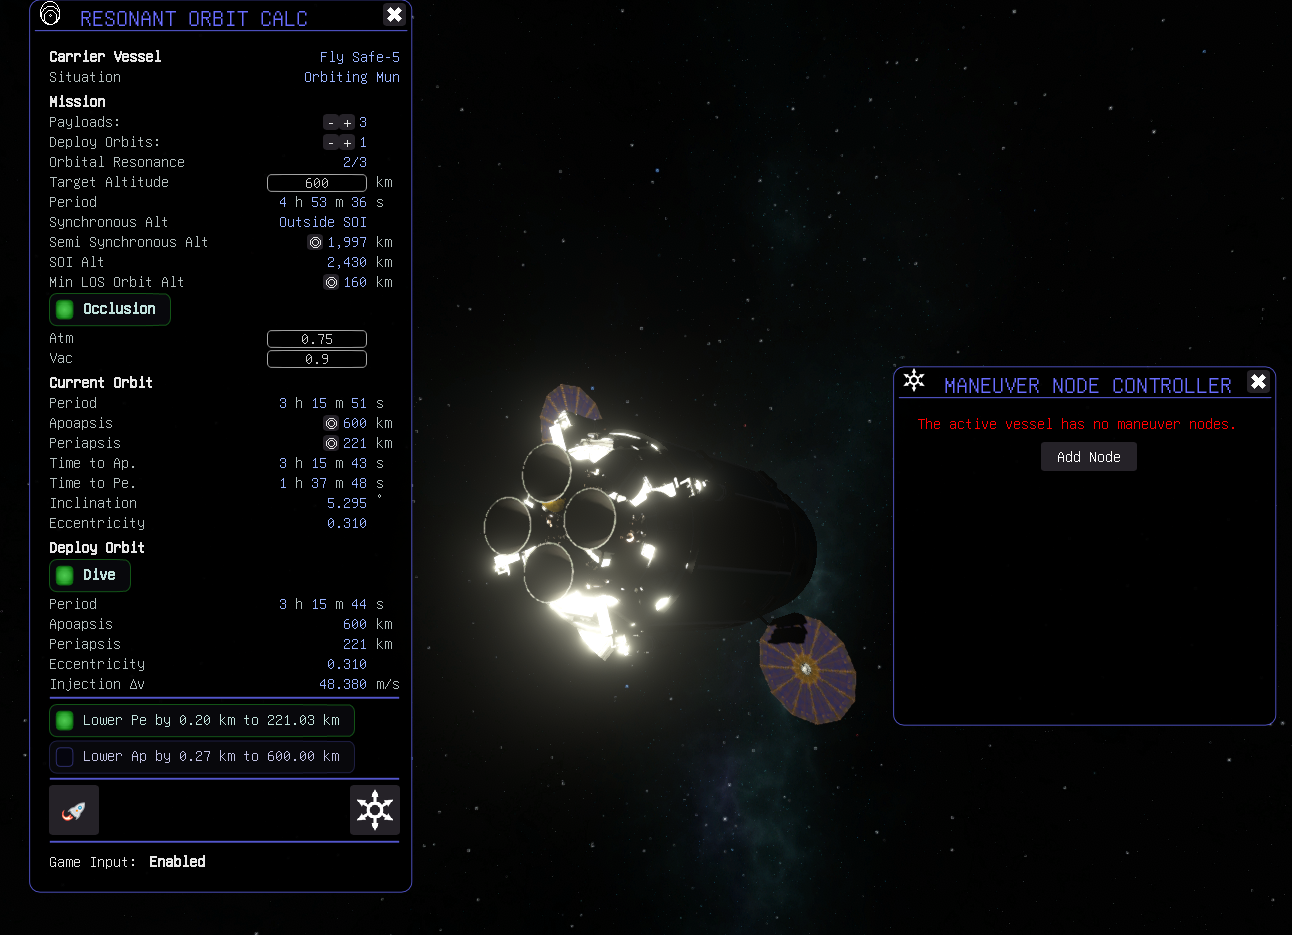 RESONANT ORBIT CALC
Carrier Vessel Fly Safe-5
Situation Orbiting Mun
Mission
Payloads: - + 3
Deploy Orbits: - + 1
Orbital Resonance 2/3
Target Altitude 600 km
Period 4 h 53 m 36 s
Synchronous Alt Outside SOI
Semi Synchronous Alt 1,997 km
SOI Alt 2,430 km
Min LOS Orbit Alt 160 km
Occlusion
Atm 0.75
Vac 0.9
Current Orbit
Period 3 h 15 m 51 s
Apoapsis 600 km
Periapsis 221 km
Time to Ap. 3 h 15 m 43 s
Time to Pe. 1 h 37 m 48 s
Inclination 5.295 °
Eccentricity 0.310
Deploy Orbit
Dive
Period 3 h 15 m 44 s
Apoapsis 600 km
Periapsis 221 km
Eccentricity 0.310
Injection Δv 48.380 m/s
Lower Pe by 0.20 km to 221.03 km
Lower Ap by 0.27 km to 600.00 km
Game Input: Enabled
MANEUVER NODE CONTROLLER
The active vessel has no maneuver nodes.
Add Node